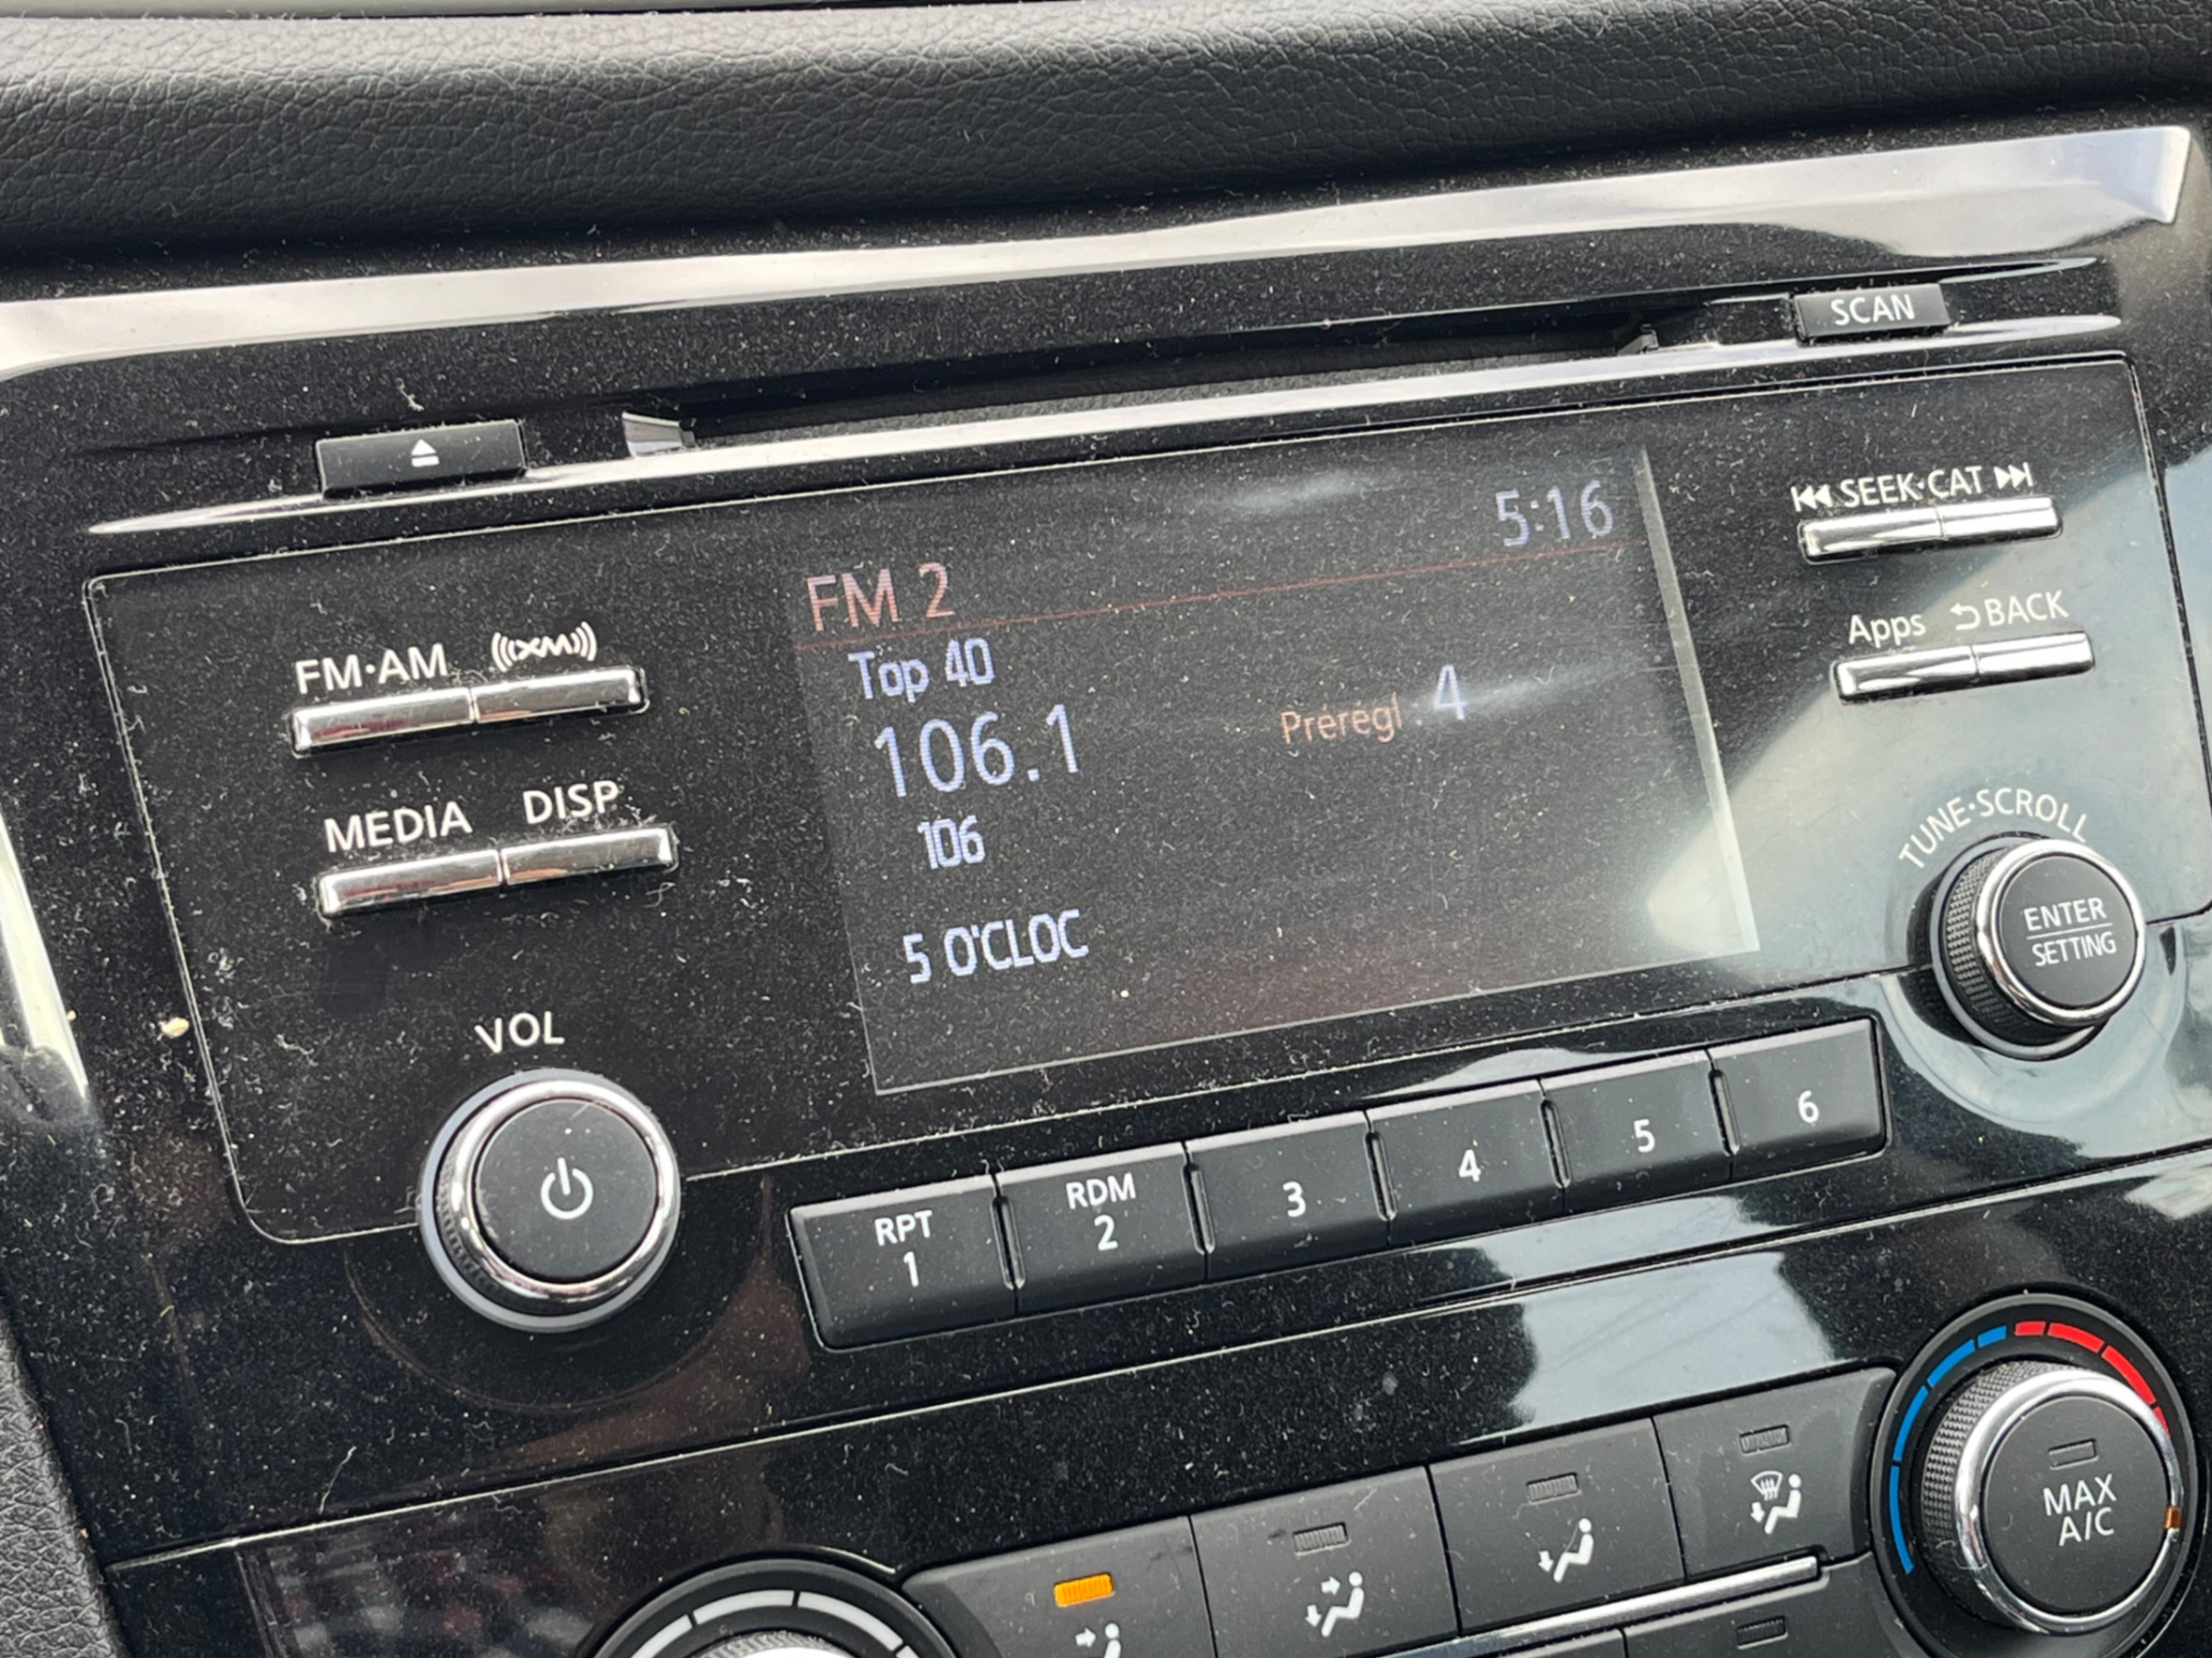 SCAN
SEEK·CAT
5:16
FM 2
Apps BACK
FM·AM ((XM))
Top 40
106.1 Prérégl 4
MEDIA DISP
106
TUNE·SCROLL
5 O'CLOC
ENTER
SETTING
VOL
RPT
1
RDM
2
3
4
5
6
MAX
A/C